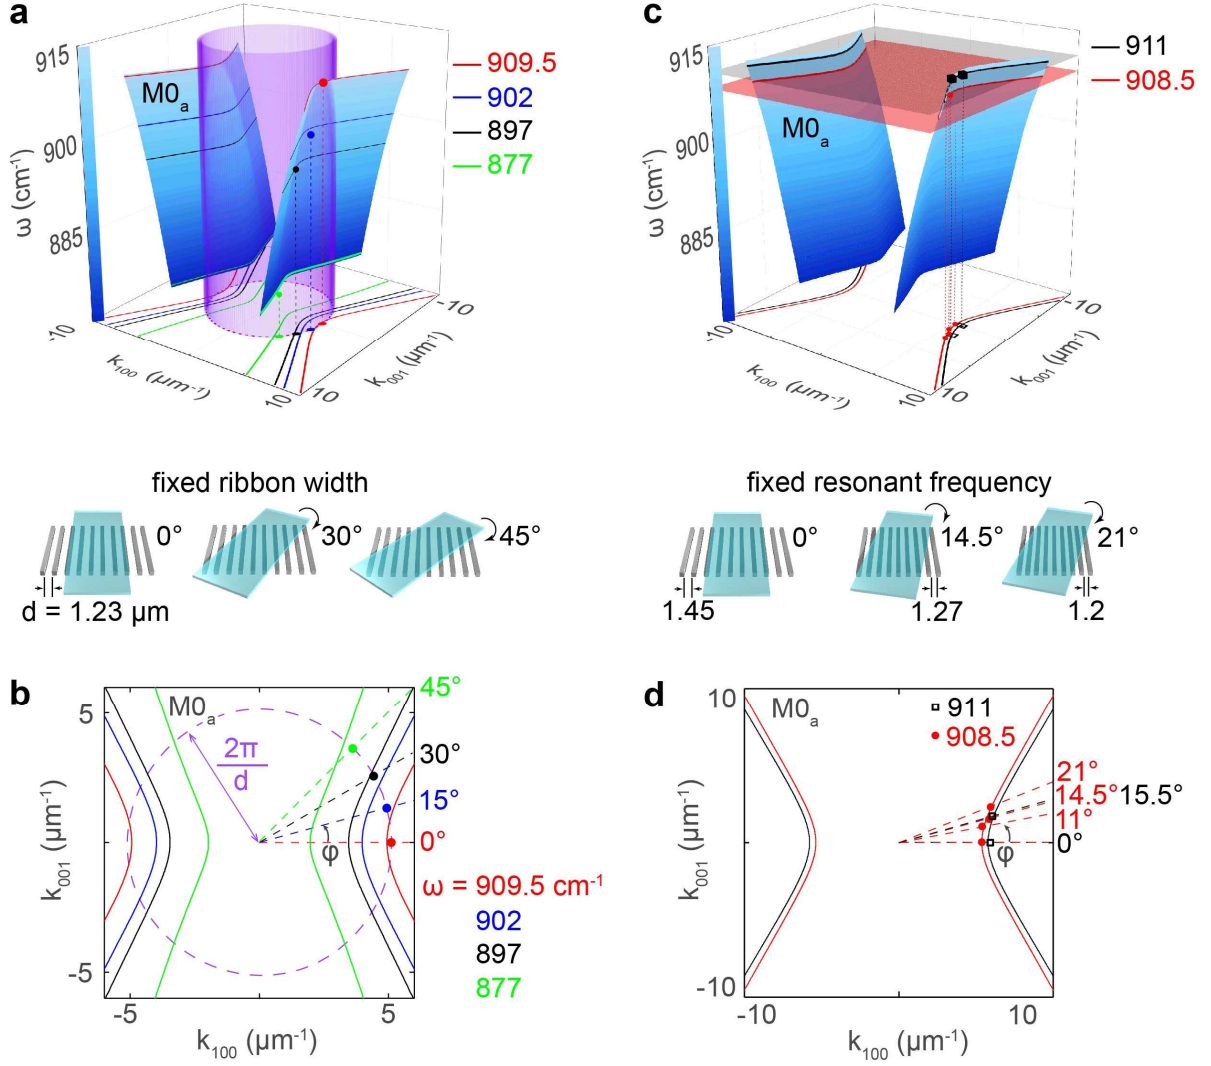 a
915
900
885
ω (cm⁻¹)
M0ₐ
909.5
902
897
877
-10
k₁₀₀ (μm⁻¹)
10
10
k₀₀₁ (μm⁻¹)
-10
fixed ribbon width
0°
30°
45°
d = 1.23 μm
b
M0ₐ
2π
d
φ
45°
30°
15°
0°
ω = 909.5 cm⁻¹
902
897
877
5
-5
k₀₀₁ (μm⁻¹)
-5
5
k₁₀₀ (μm⁻¹)
c
915
900
885
ω (cm⁻¹)
M0ₐ
911
908.5
-10
k₁₀₀ (μm⁻¹)
10
10
k₀₀₁ (μm⁻¹)
-10
fixed resonant frequency
0°
14.5°
21°
1.45
1.27
1.2
d
M0ₐ
911
908.5
21°
14.5° 15.5°
11°
0°
φ
10
-10
k₀₀₁ (μm⁻¹)
-10
10
k₁₀₀ (μm⁻¹)